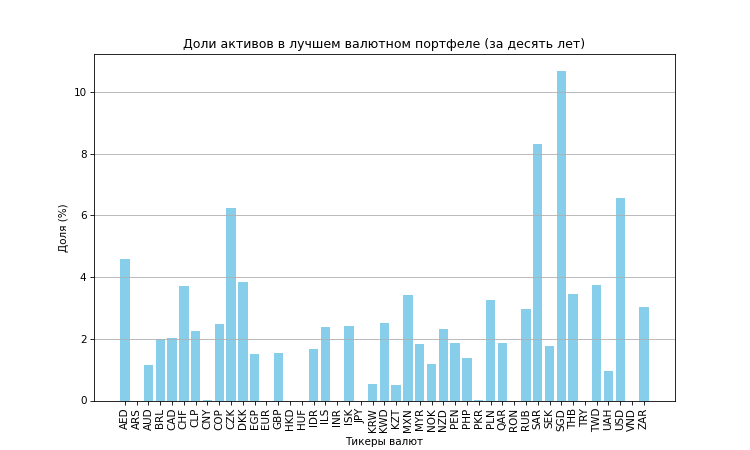 Доли активов в лучшем валютном портфеле (за десять лет)
Доля (%)
10
8
6
4
2
0
AED ARS AUD BRL CAD CHF CLP CNY COP CZK DKK EGP EUR GBP HKD HUF IDR ILS INR ISK JPY KRW KWD KZT MXN MYR NOK NZD PEN PHP PKR PLN QAR RON RUB SAR SEK SGD THB TRY TWD UAH USD VND ZAR
Тикеры валют